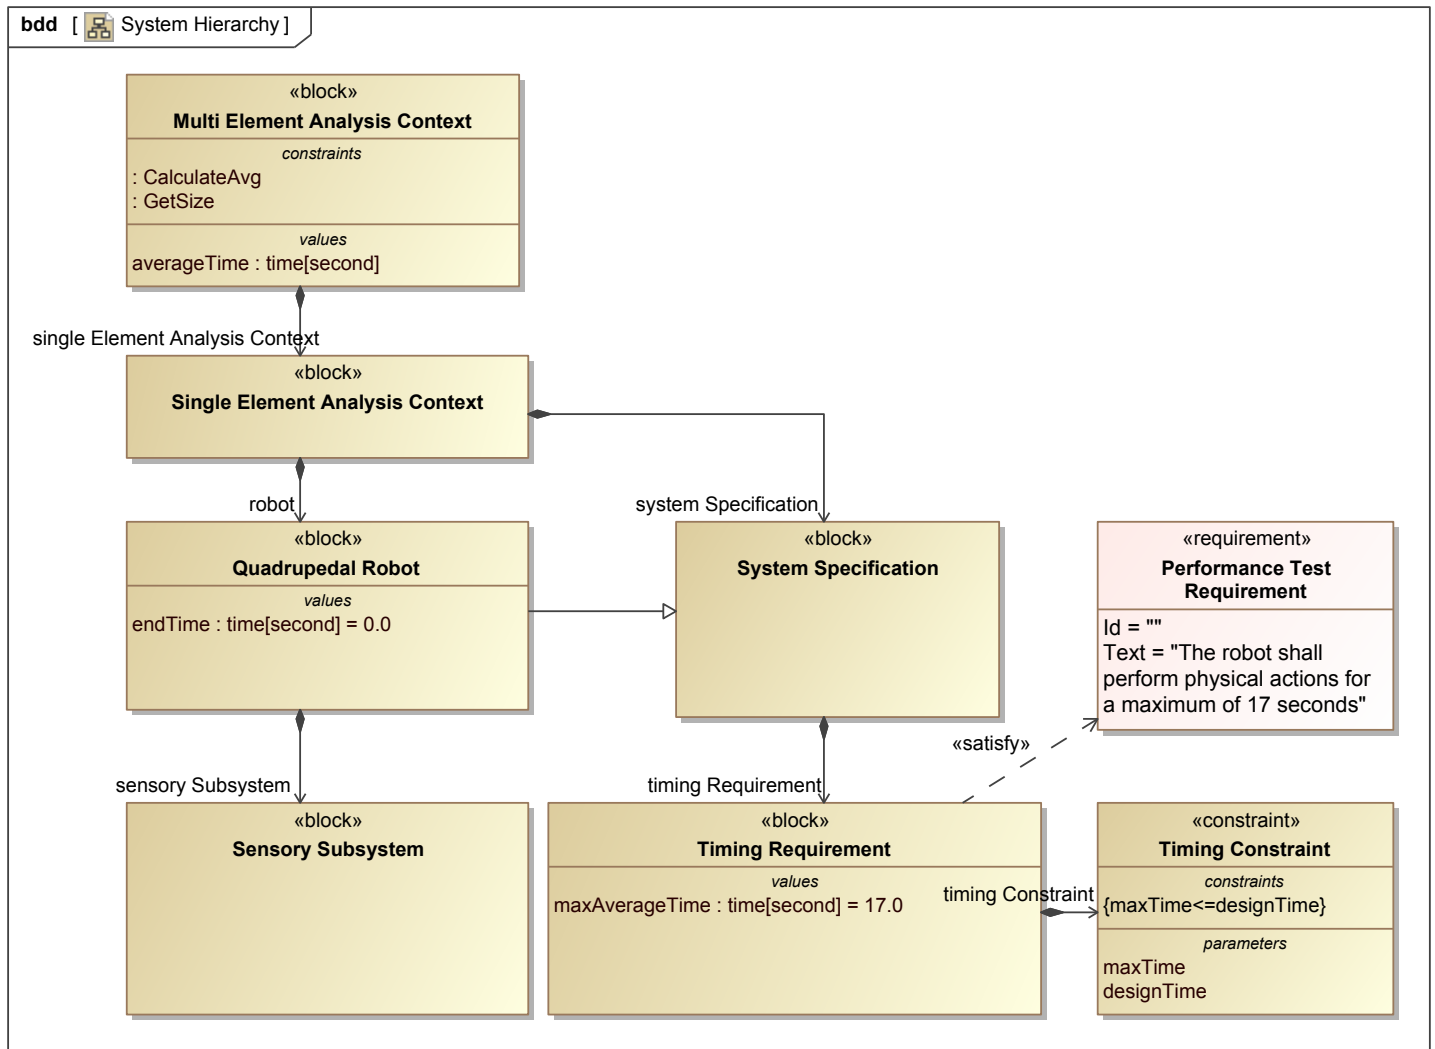 bdd [ System Hierarchy ]
«block»
Multi Element Analysis Context
constraints
: CalculateAvg
: GetSize
values
averageTime : time[second]
single Element Analysis Context
«block»
Single Element Analysis Context
robot
system Specification
«block»
Quadrupedal Robot
values
endTime : time[second] = 0.0
«block»
System Specification
«requirement»
Performance Test
Requirement
Id = ""
Text = "The robot shall
perform physical actions for
a maximum of 17 seconds"
«satisfy»
sensory Subsystem
timing Requirement
«block»
Sensory Subsystem
«block»
Timing Requirement
values
maxAverageTime : time[second] = 17.0
timing Constraint
«constraint»
Timing Constraint
constraints
{maxTime<=designTime}
parameters
maxTime
designTime